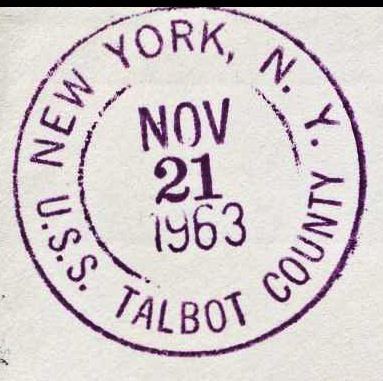 NEW YORK, N. Y.
NOV
21
1963
U.S.S. TALBOT COUNTY